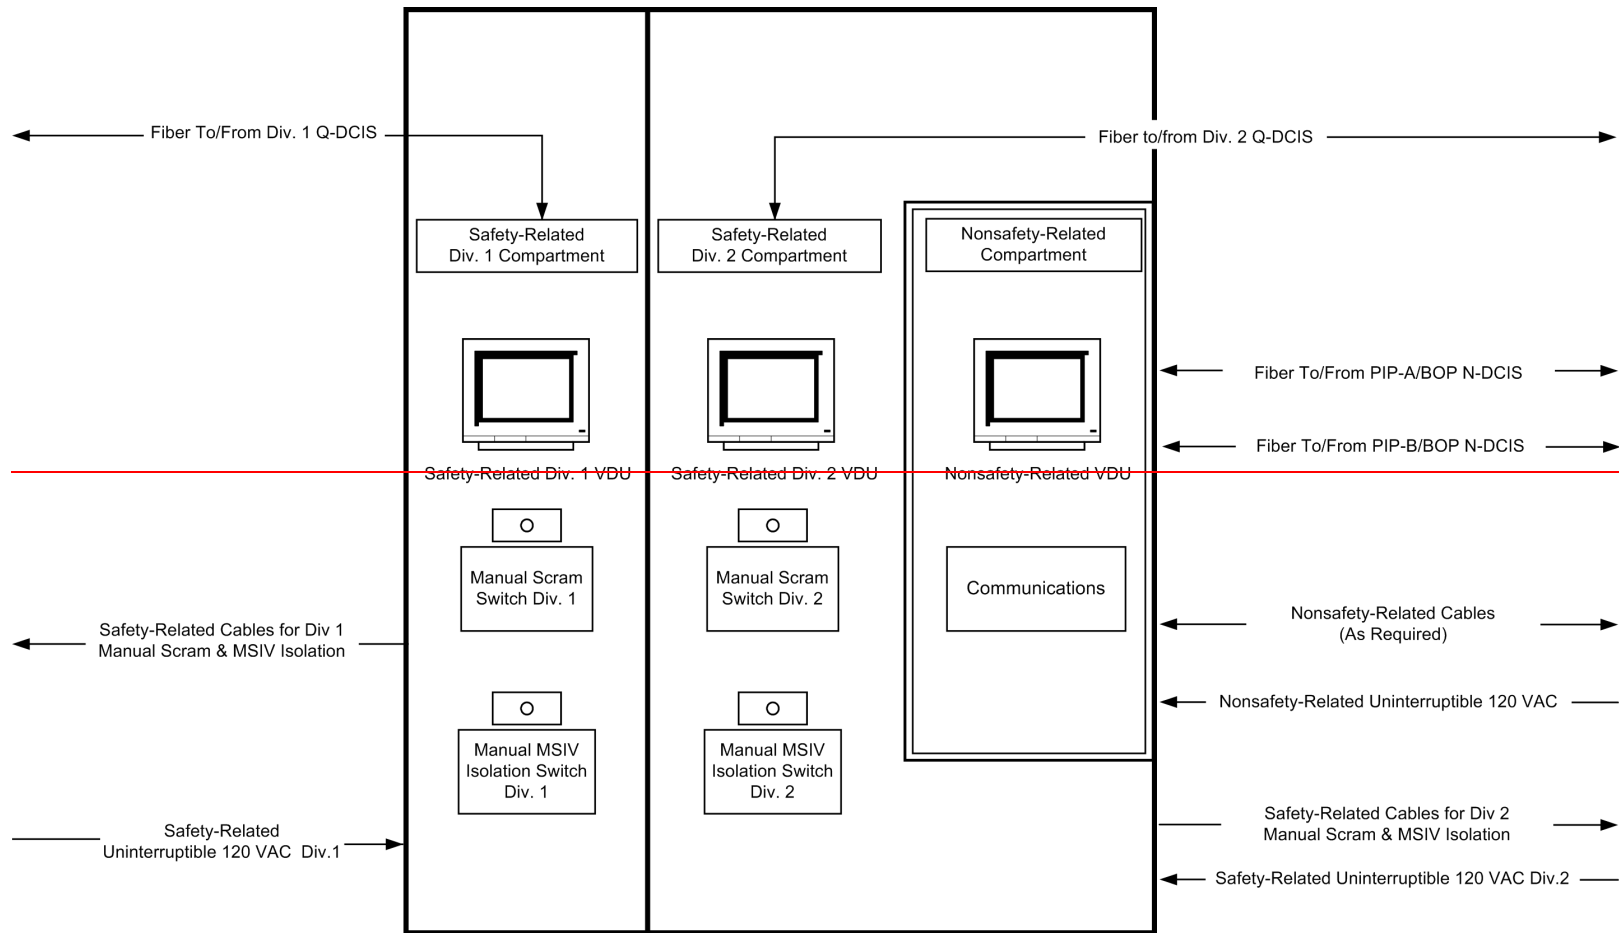 Fiber To/From Div. 1 Q-DCIS
Fiber to/from Div. 2 Q-DCIS
Safety-Related
Div. 1 Compartment
Safety-Related
Div. 2 Compartment
Nonsafety-Related
Compartment
Fiber To/From PIP-A/BOP N-DCIS
Fiber To/From PIP-B/BOP N-DCIS
Safety-Related Div. 1 VDU
Safety-Related Div. 2 VDU
Nonsafety-Related VDU
Manual Scram
Switch Div. 1
Manual Scram
Switch Div. 2
Communications
Safety-Related Cables for Div 1
Manual Scram & MSIV Isolation
Nonsafety-Related Cables
(As Required)
Nonsafety-Related Uninterruptible 120 VAC
Manual MSIV
Isolation Switch
Div. 1
Manual MSIV
Isolation Switch
Div. 2
Safety-Related
Uninterruptible 120 VAC Div.1
Safety-Related Cables for Div 2
Manual Scram & MSIV Isolation
Safety-Related Uninterruptible 120 VAC Div.2